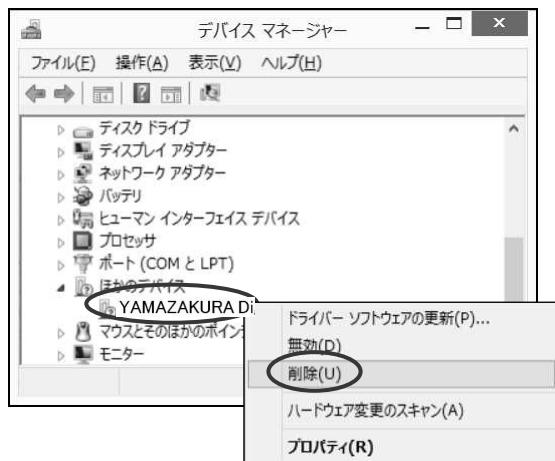 デバイス マネージャー
ファイル(F) 操作(A) 表示(V) ヘルプ(H)
ディスク ドライブ
ディスプレイ アダプター
ネットワーク アダプター
バッテリ
ヒューマン インターフェイス デバイス
プロセッサ
ポート (COM と LPT)
ほかのデバイス
YAMAZAKURA Di
マウスとそのほかのポイン
モニター
ドライバー ソフトウェアの更新(P)...
無効(D)
削除(U)
ハードウェア変更のスキャン(A)
プロパティ(R)